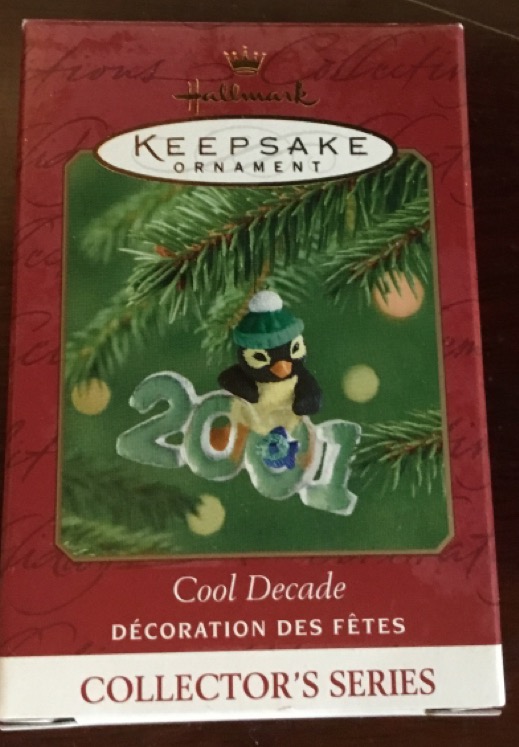 Hallmark
KEEPSAKE
ORNAMENT
2001
Cool Decade
DÉCORATION DES FÊTES
COLLECTOR'S SERIES